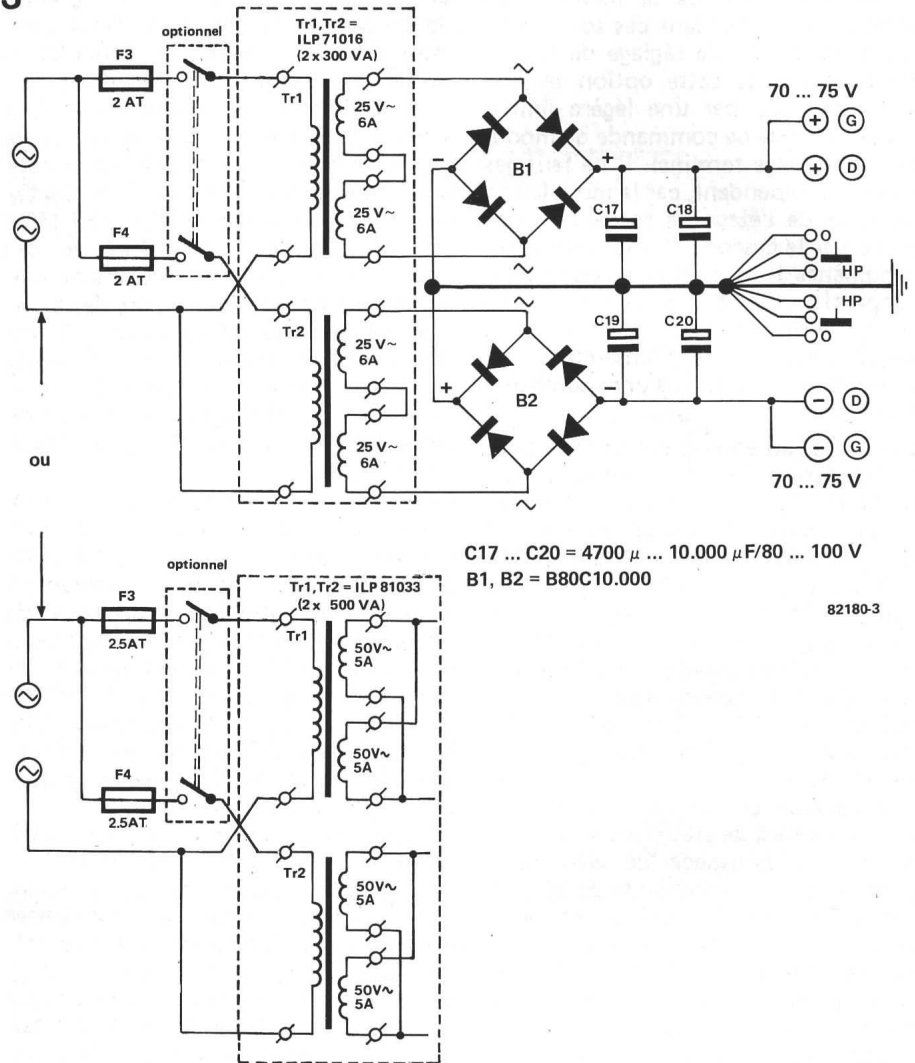 3
optionnel
F3
2 AT
F4
2 AT
Tr1,Tr2 =
ILP 71016
(2 x 300 VA)
Tr1
25 V~
6A
25 V~
6A
Tr2
25 V~
6A
25 V~
6A
~
B1
-
+
~
C17
C18
70 ... 75 V
+ G
+ D
O
HP
HP
O
~
C19
C20
+
B2
-
~
- D
- G
70 ... 75 V
ou
C17 ... C20 = 4700 µ ... 10.000 µF/80 ... 100 V
B1, B2 = B80C10.000
82180-3
optionnel
F3
2.5AT
F4
2.5AT
Tr1,Tr2 = ILP 81033
(2 x 500 VA)
Tr1
50V~
5A
50V~
5A
Tr2
50V~
5A
50V~
5A